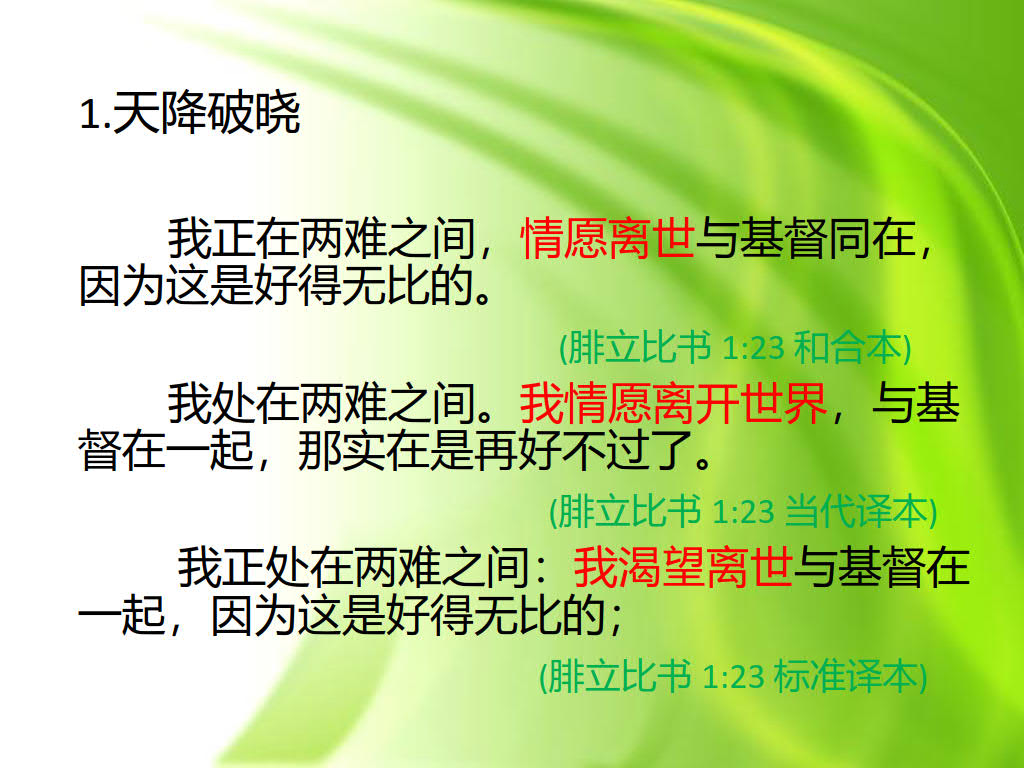 1.天降破晓
我正在两难之间，情愿离世与基督同在，
因为这是好得无比的。
(腓立比书 1:23 和合本)
我处在两难之间。我情愿离开世界，与基
督在一起，那实在是再好不过了。
(腓立比书 1:23 当代译本)
我正处在两难之间：我渴望离世与基督在
一起，因为这是好得无比的；
(腓立比书 1:23 标准译本)